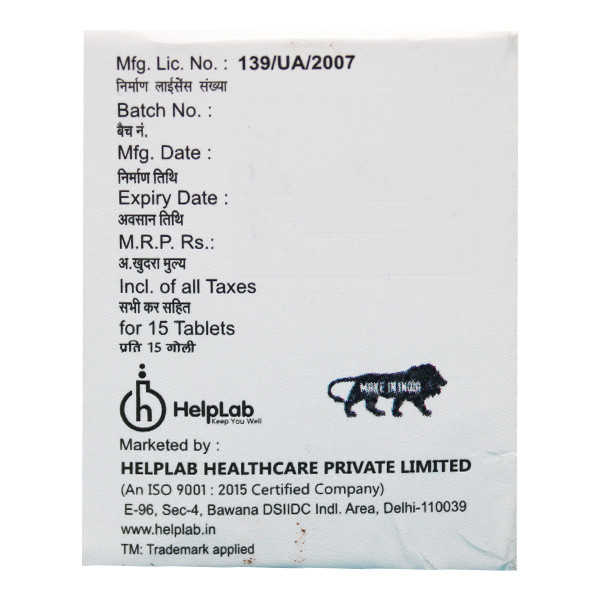 Mfg. Lic. No. : 139/UA/2007
निर्माण लाईसेंस संख्या
Batch No. :
बैच नं.
Mfg. Date :
निर्माण तिथि
Expiry Date :
अवसान तिथि
M.R.P. Rs.:
अ.खुदरा मुल्य
Incl. of all Taxes
सभी कर सहित
for 15 Tablets
प्रति 15 गोली
h HelpLab
Keep You Well
MAKE IN INDIA
Marketed by :
HELPLAB HEALTHCARE PRIVATE LIMITED
(An ISO 9001 : 2015 Certified Company)
E-96, Sec-4, Bawana DSIIDC Indl. Area, Delhi-110039
www.helplab.in
TM: Trademark applied